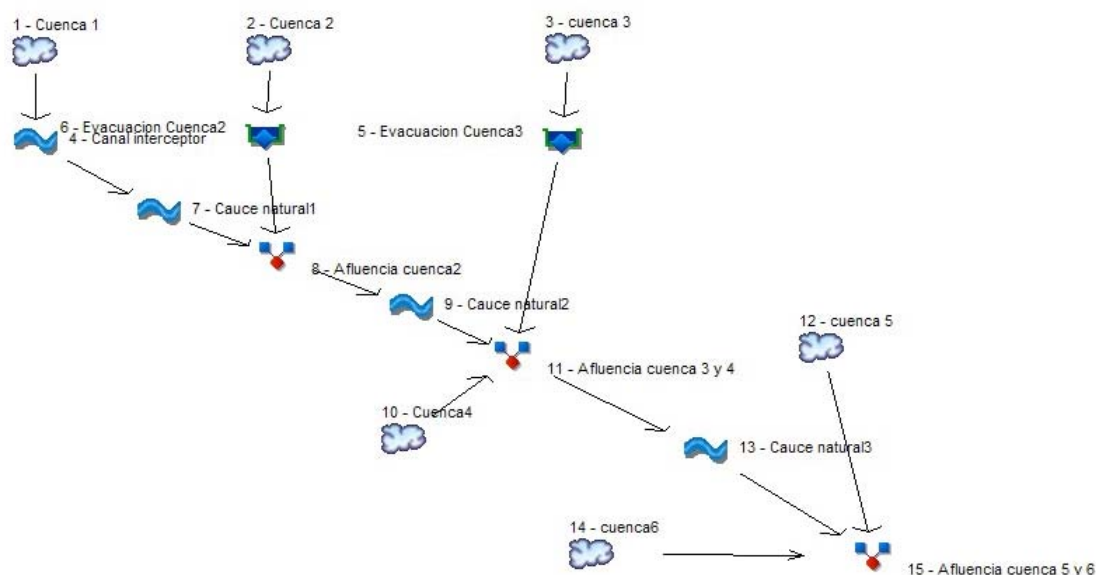 1 - Cuenca 1
2 - Cuenca 2
3 - cuenca 3
6 - Evacuacion Cuenca2
4 - Canal interceptor
5 - Evacuacion Cuenca3
7 - Cauce natural1
8 - Afluencia cuenca2
9 - Cauce natural2
12 - cuenca 5
11 - Afluencia cuenca 3 y 4
10 - Cuenca4
13 - Cauce natural3
14 - cuenca6
15 - Afluencia cuenca 5 y 6